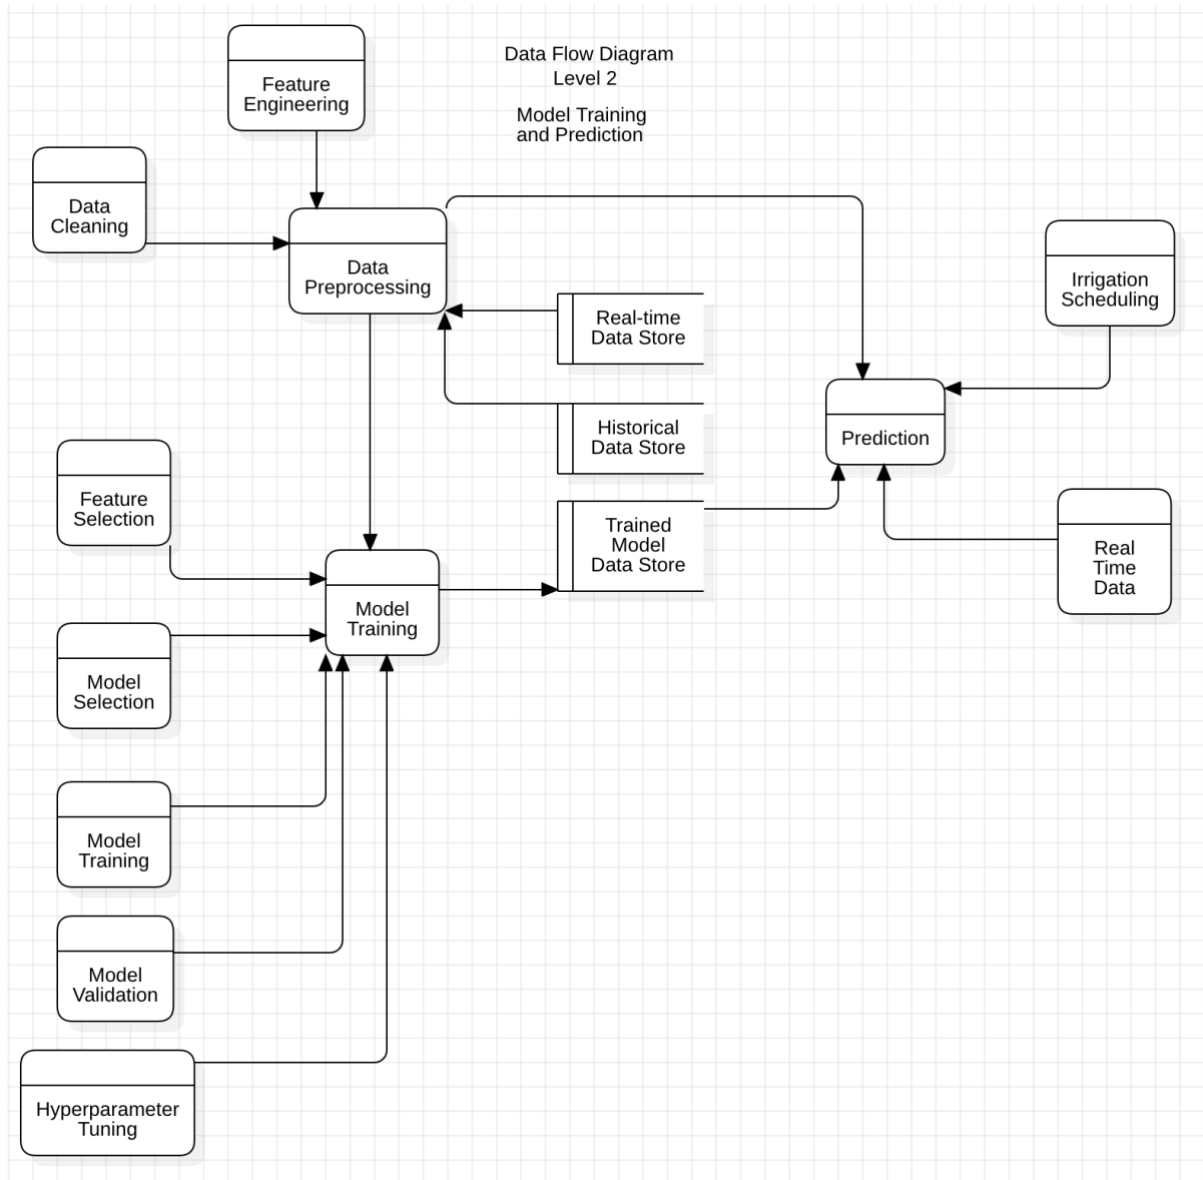 Data Flow Diagram
Level 2
Model Training
and Prediction
Feature
Engineering
Data
Cleaning
Data
Preprocessing
Real-time
Data Store
Irrigation
Scheduling
Historical
Data Store
Prediction
Feature
Selection
Trained
Model
Data Store
Real
Time
Data
Model
Training
Model
Selection
Model
Training
Model
Validation
Hyperparameter
Tuning